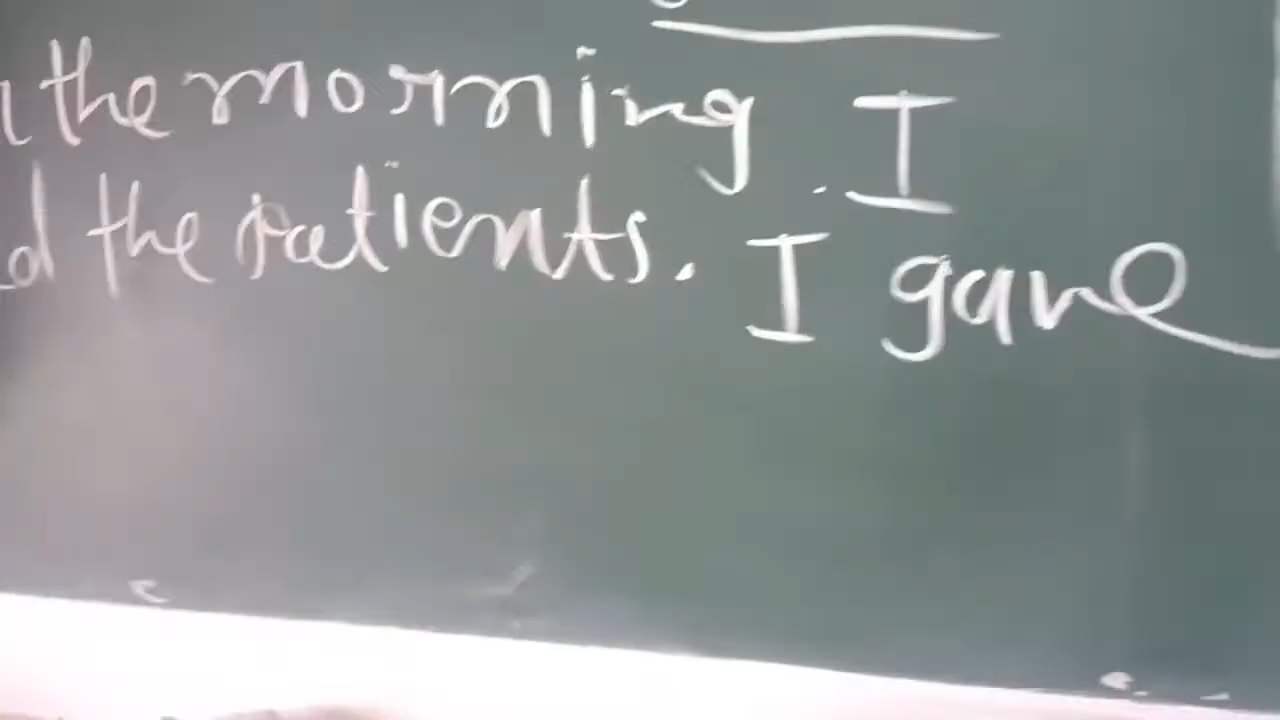 the morning I
the patients. I gave